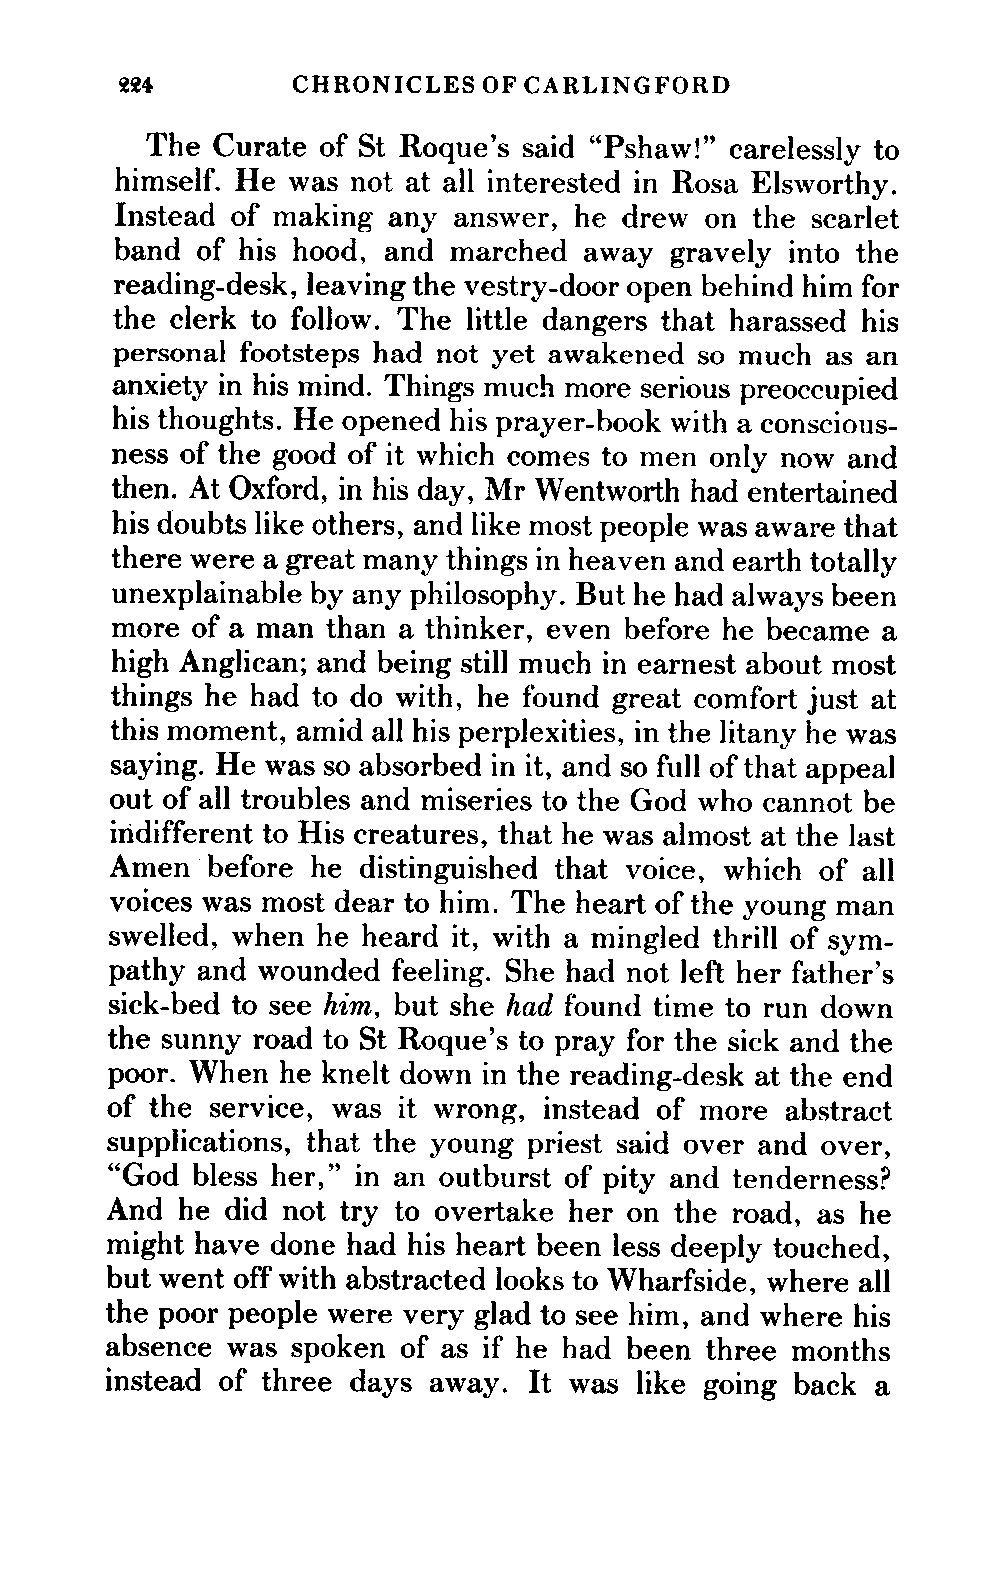 224 CHRONICLES OF CARLINGFORD
The Curate of St Roque's said “Pshaw!” carelessly to
himself. He was not at all interested in Rosa Elsworthy.
Instead of making any answer, he drew on the scarlet
band of his hood, and marched away gravely into the
reading-desk, leaving the vestry-door open behind him for
the clerk to follow. The little dangers that harassed his
personal footsteps had not yet awakened so much as an
anxiety in his mind. Things much more serious preoccupied
his thoughts. He opened his prayer-book with a conscious-
ness of the good of it which comes to men only now and
then. At Oxford, in his day, Mr Wentworth had entertained
his doubts like others, and like most people was aware that
there were a great many things in heaven and earth totally
unexplainable by any philosophy. But he had always been
more of a man than a thinker, even before he became a
high Anglican; and being still much in earnest about most
things he had to do with, he found great comfort just at
this moment, amid all his perplexities, in the litany he was
saying. He was so absorbed in it, and so full of that appeal
out of all troubles and miseries to the God who cannot be
indifferent to His creatures, that he was almost at the last
Amen before he distinguished that voice, which of all
voices was most dear to him. The heart of the young man
swelled, when he heard it, with a mingled thrill of sym-
pathy and wounded feeling. She had not left her father's
sick-bed to see him, but she had found time to run down
the sunny road to St Roque's to pray for the sick and the
poor. When he knelt down in the reading-desk at the end
of the service, was it wrong, instead of more abstract
supplications, that the young priest said over and over,
“God bless her,” in an outburst of pity and tenderness?
And he did not try to overtake her on the road, as he
might have done had his heart been less deeply touched,
but went off with abstracted looks to Wharfside, where all
the poor people were very glad to see him, and where his
absence was spoken of as if he had been three months
instead of three days away. It was like going back a